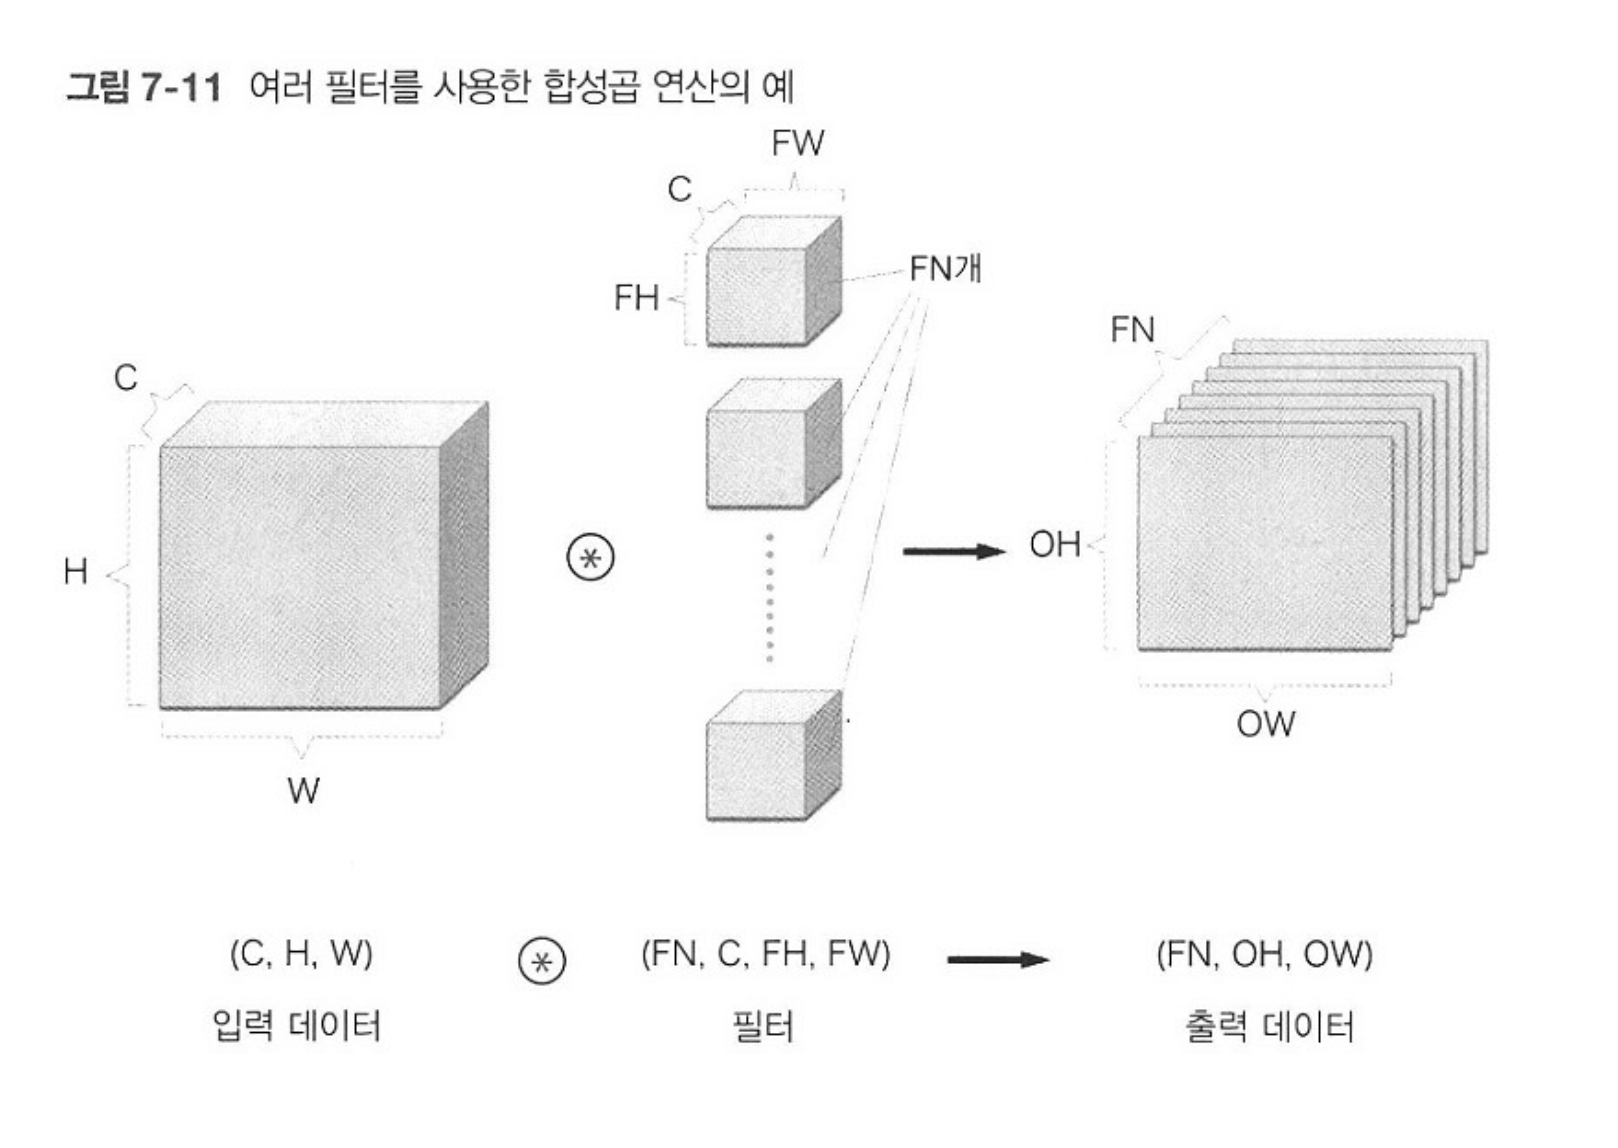 그림 7-11 여러 필터를 사용한 합성곱 연산의 예
FW
C
FH
FN개
FN
C
H
OH
W
OW
(C, H, W)
(FN, C, FH, FW)
(FN, OH, OW)
입력 데이터
필터
출력 데이터